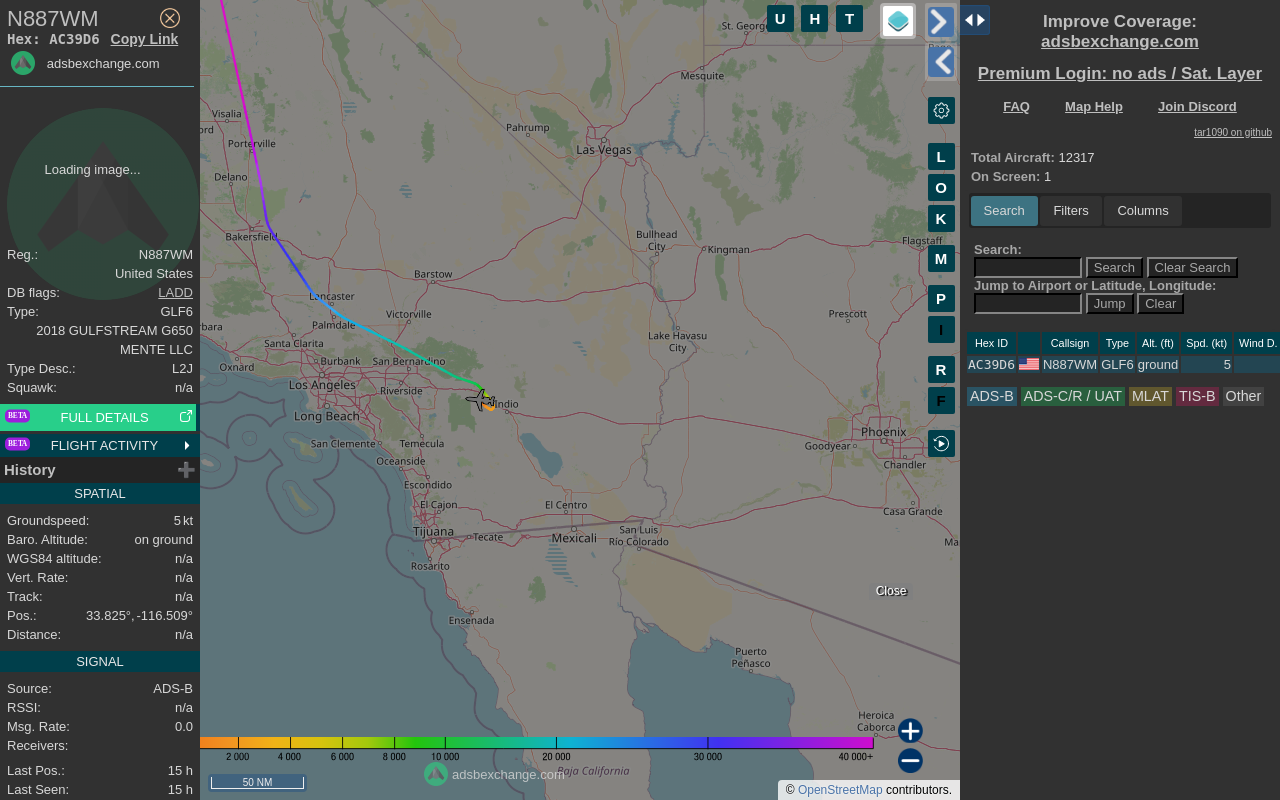 N887WM
Hex: AC39D6 Copy Link
adsbexchange.com
Loading image...
Reg.: N887WM
United States
DB flags: LADD
Type: GLF6
2018 GULFSTREAM G650
MENTE LLC
Type Desc.: L2J
Squawk: n/a
BETA FULL DETAILS
BETA FLIGHT ACTIVITY
History
SPATIAL
Groundspeed: 5 kt
Baro. Altitude: on ground
WGS84 altitude: n/a
Vert. Rate: n/a
Track: n/a
Pos.: 33.825°, -116.509°
Distance: n/a
SIGNAL
Source: ADS-B
RSSI: n/a
Msg. Rate: 0.0
Receivers:
Last Pos.: 15 h
Last Seen: 15 h
St. George
U H T
Mesquite
Visalia
Pahrump
Porterville
Las Vegas
Delano
Bakersfield
Bullhead
City
Kingman
Flagstaff
Barstow
Lancaster
Palmdale
Victorville
Prescott
Lake Havasu
City
Santa Clarita
Oxnard
Burbank
San Bernardino
Los Angeles
Riverside
Indio
Long Beach
San Clemente
Temecula
Phoenix
Goodyear
Oceanside
Chandler
Escondido
El Cajon
El Centro
Casa Grande
Tijuana
Tecate
Mexicali
San Luis
Río Colorado
Rosarito
Ensenada
Puerto
Peñasco
Heroica
Caborca
Baja California
L
O
K
M
P
I
R
F
Close
2 000 4 000 6 000 8 000 10 000 20 000 30 000 40 000+
adsbexchange.com
50 NM
© OpenStreetMap contributors.
Improve Coverage:
adsbexchange.com
Premium Login: no ads / Sat. Layer
FAQ Map Help Join Discord
tar1090 on github
Total Aircraft: 12317
On Screen: 1
Search Filters Columns
Search:
Search Clear Search
Jump to Airport or Latitude, Longitude:
Jump Clear
Hex ID Callsign Type Alt. (ft) Spd. (kt) Wind D.
AC39D6 N887WM GLF6 ground 5
ADS-B ADS-C/R / UAT MLAT TIS-B Other